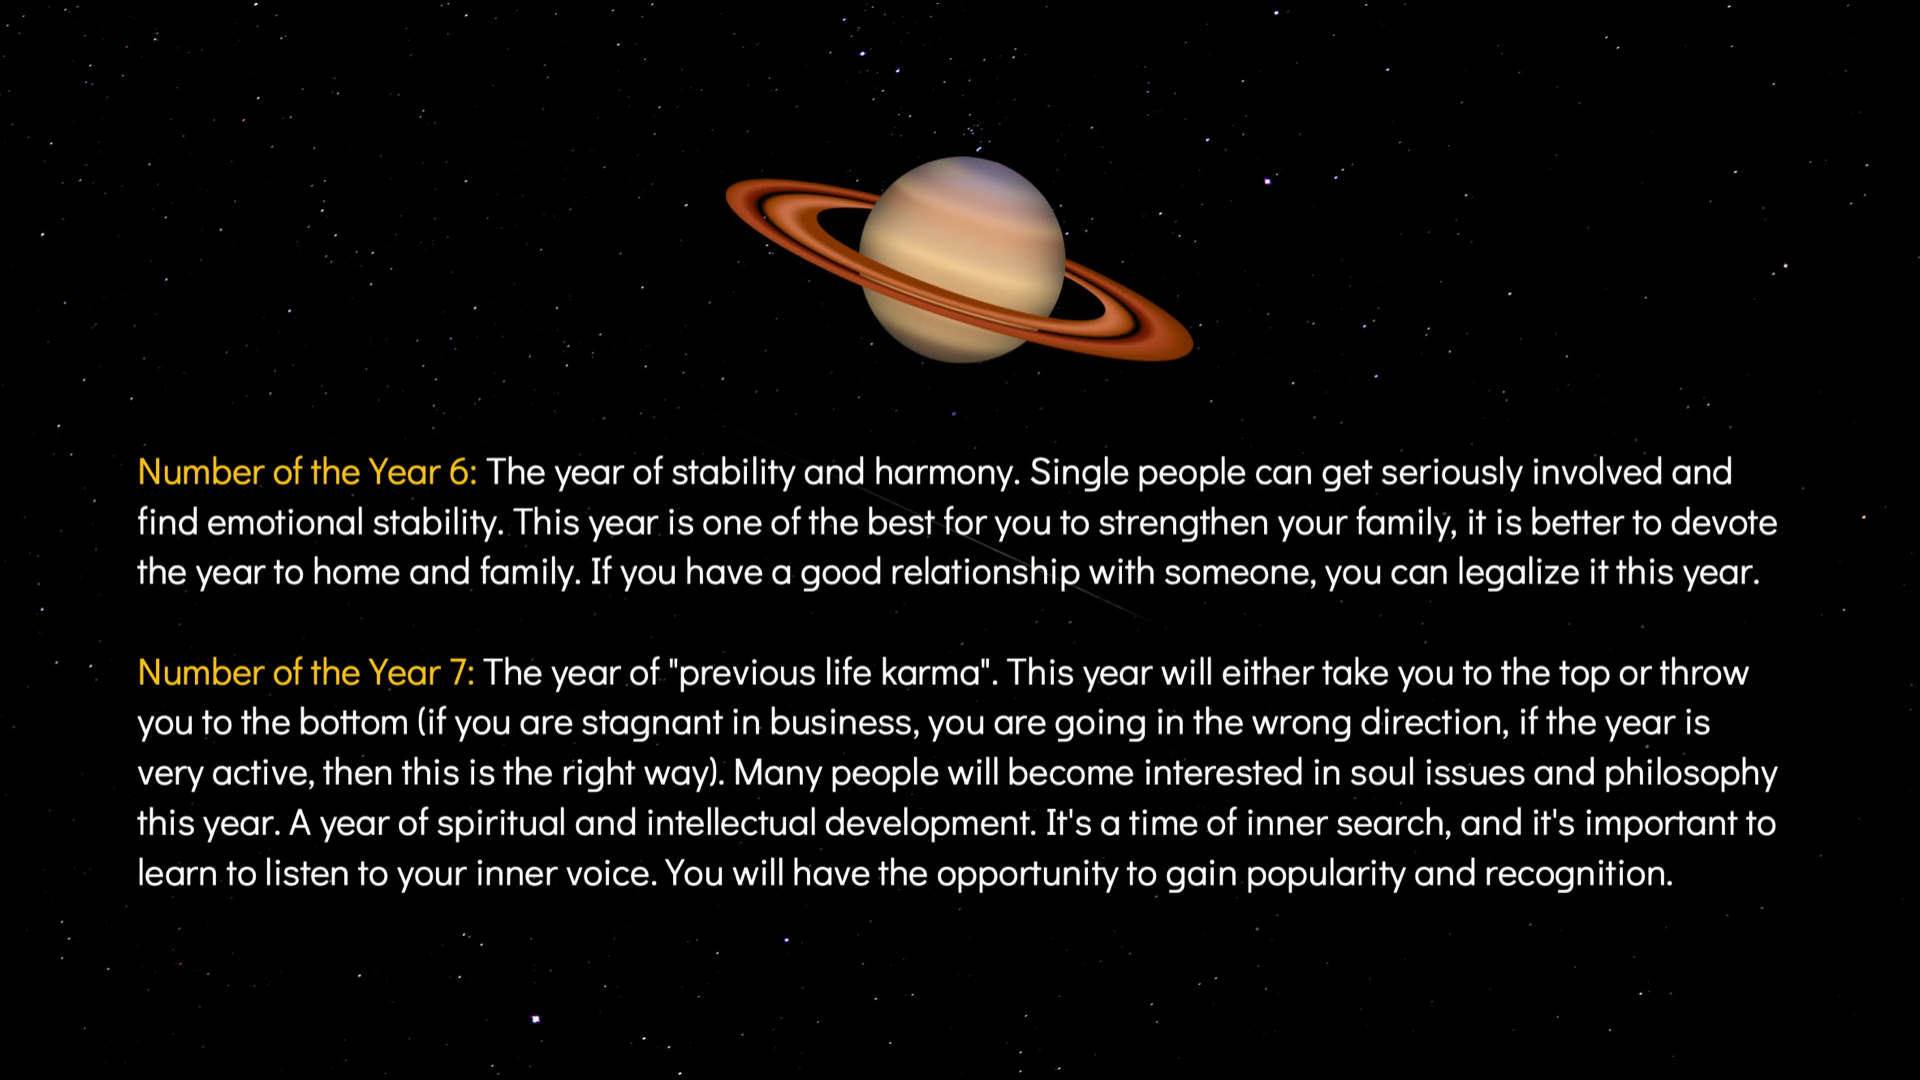 Number of the Year 6: The year of stability and harmony. Single people can get seriously involved and
find emotional stability. This year is one of the best for you to strengthen your family, it is better to devote
the year to home and family. If you have a good relationship with someone, you can legalize it this year.
Number of the Year 7: The year of "previous life karma". This year will either take you to the top or throw
you to the bottom (if you are stagnant in business, you are going in the wrong direction, if the year is
very active, then this is the right way). Many people will become interested in soul issues and philosophy
this year. A year of spiritual and intellectual development. It's a time of inner search, and it's important to
learn to listen to your inner voice. You will have the opportunity to gain popularity and recognition.